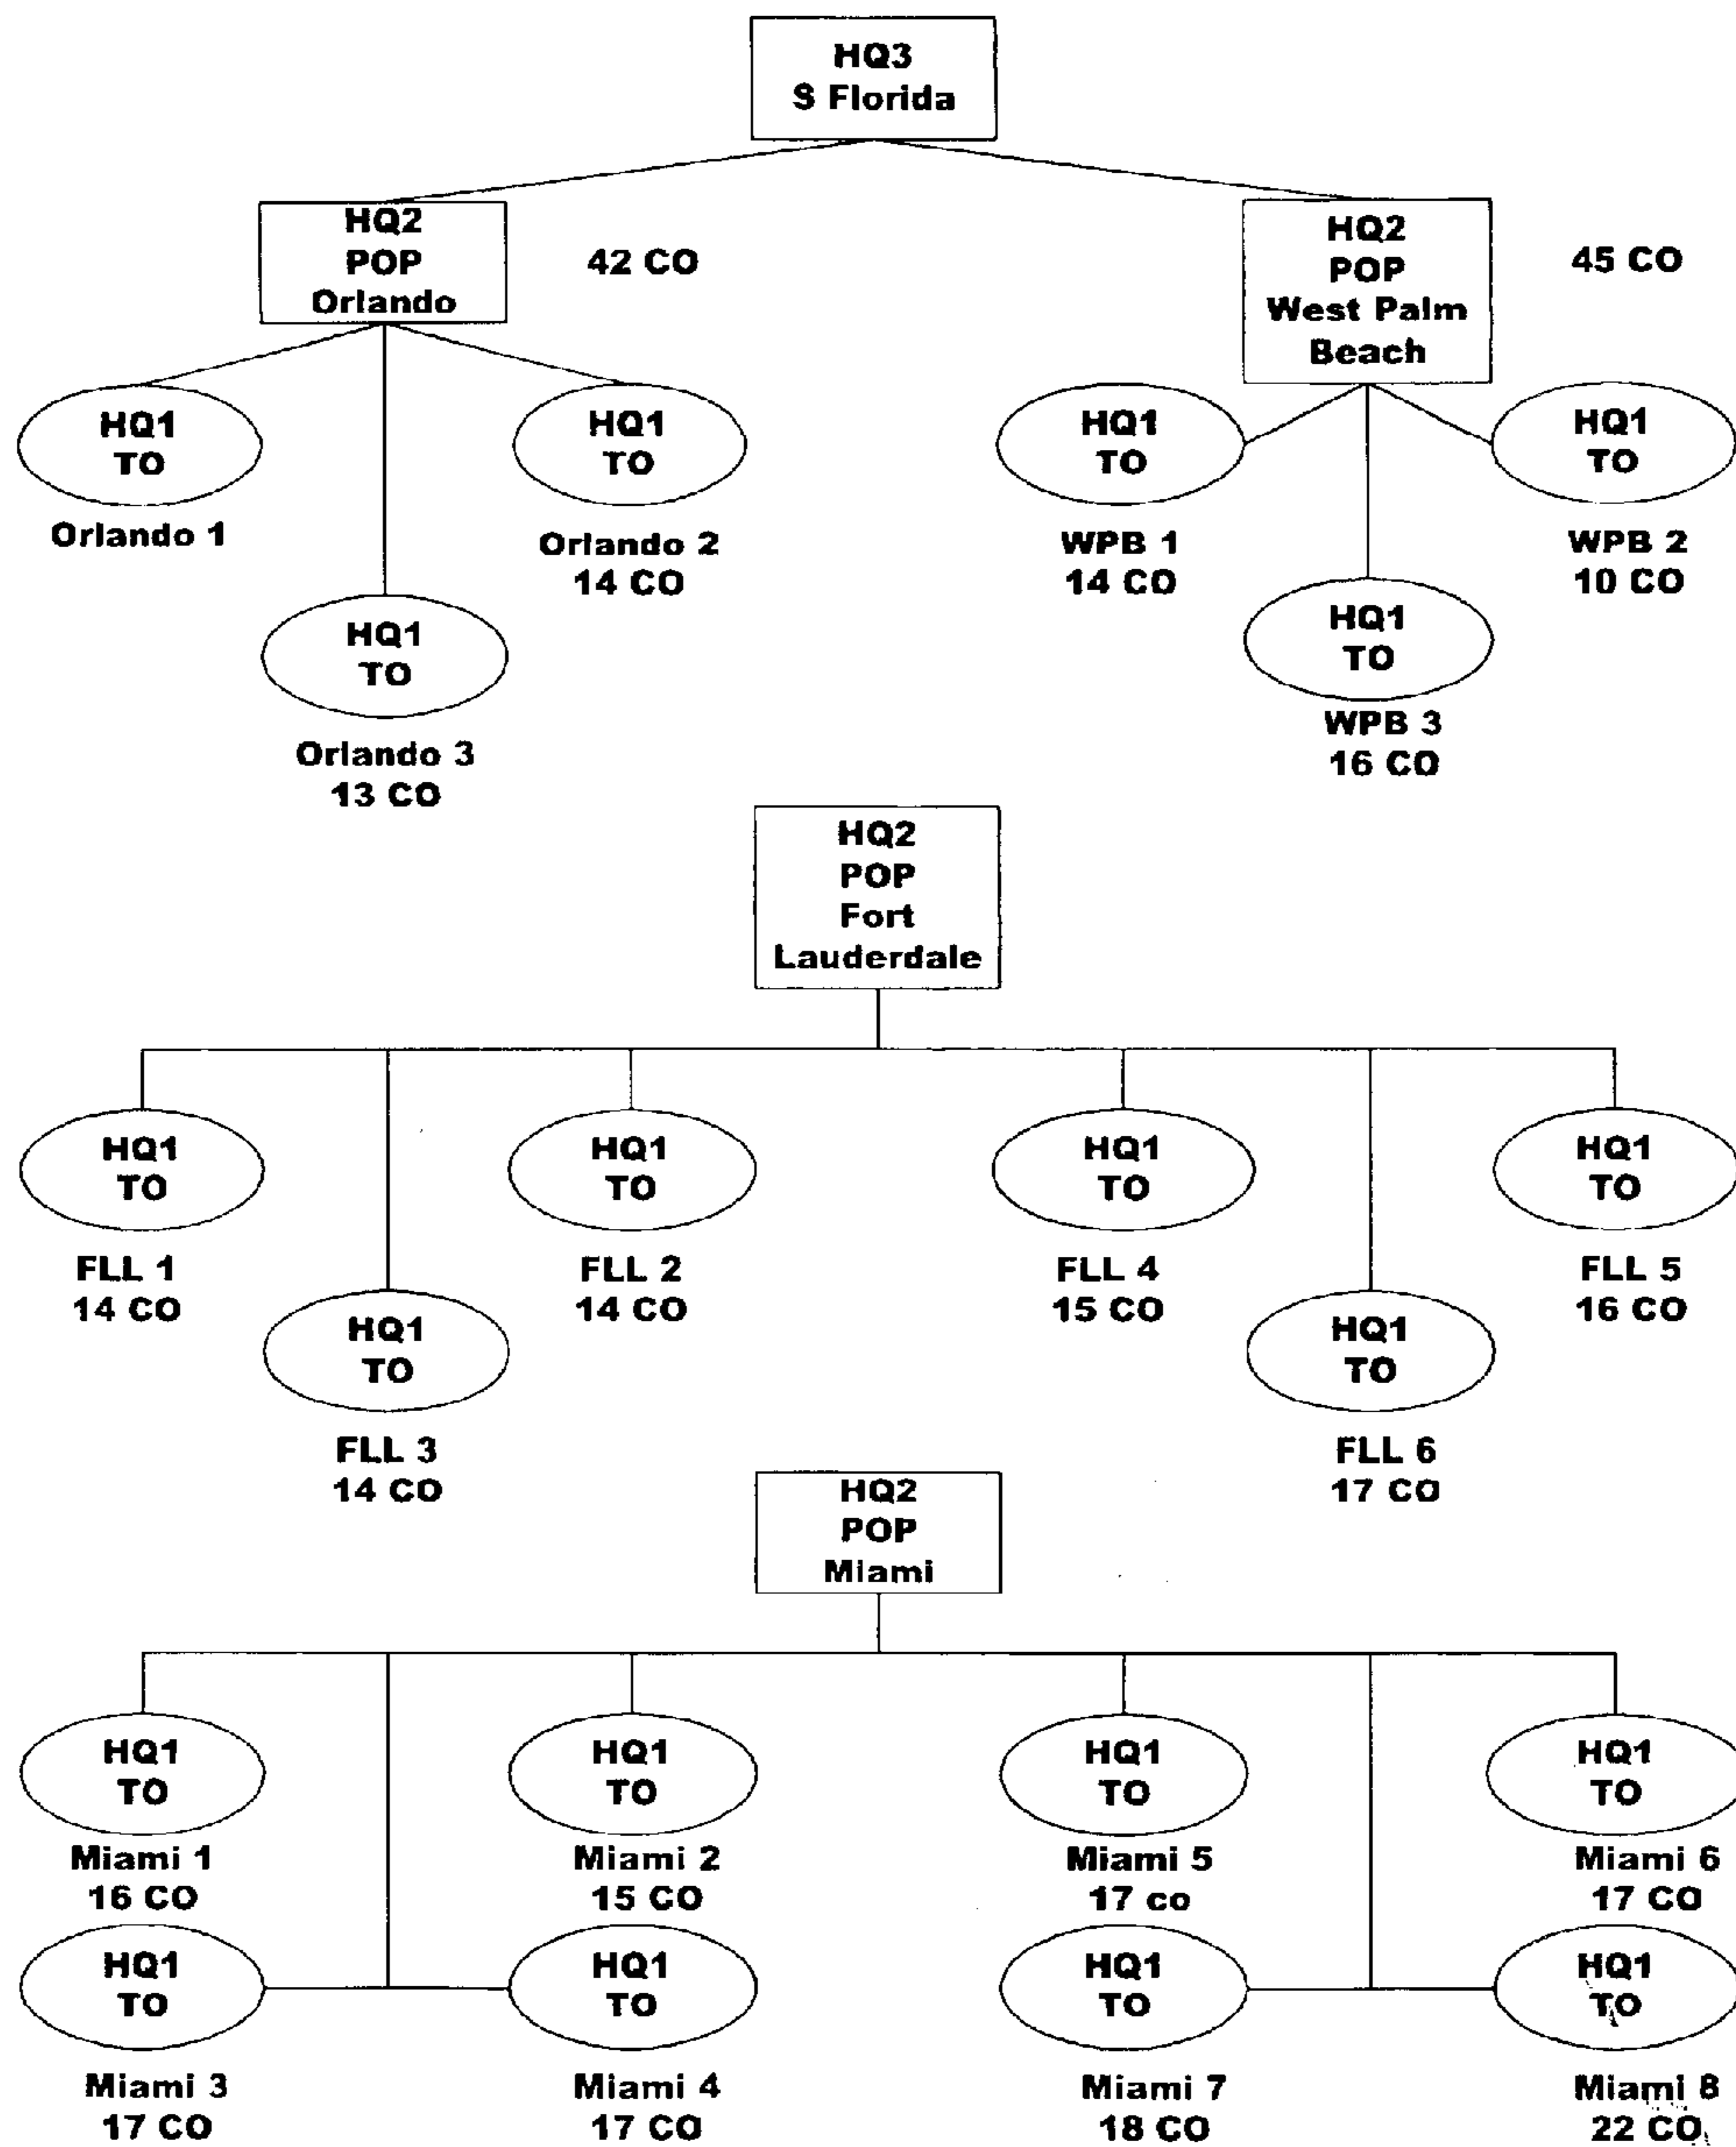 HQ3
S Florida
HQ2
POP
Orlando
42 CO
HQ2
POP
West Palm
Beach
45 CO
HQ1
TO
Orlando 1
HQ1
TO
Orlando 2
14 CO
HQ1
TO
Orlando 3
13 CO
HQ1
TO
WPB 1
14 CO
HQ1
TO
WPB 2
10 CO
HQ1
TO
WPB 3
16 CO
HQ2
POP
Fort
Lauderdale
HQ1
TO
FLL 1
14 CO
HQ1
TO
FLL 2
14 CO
HQ1
TO
FLL 4
15 CO
HQ1
TO
FLL 5
16 CO
HQ1
TO
FLL 3
14 CO
HQ1
TO
FLL 6
17 CO
HQ2
POP
Miami
HQ1
TO
Miami 1
16 CO
HQ1
TO
Miami 2
15 CO
HQ1
TO
Miami 5
17 co
HQ1
TO
Miami 6
17 CO
HQ1
TO
Miami 3
17 CO
HQ1
TO
Miami 4
17 CO
HQ1
TO
Miami 7
18 CO
HQ1
TO
Miami 8
22 CO